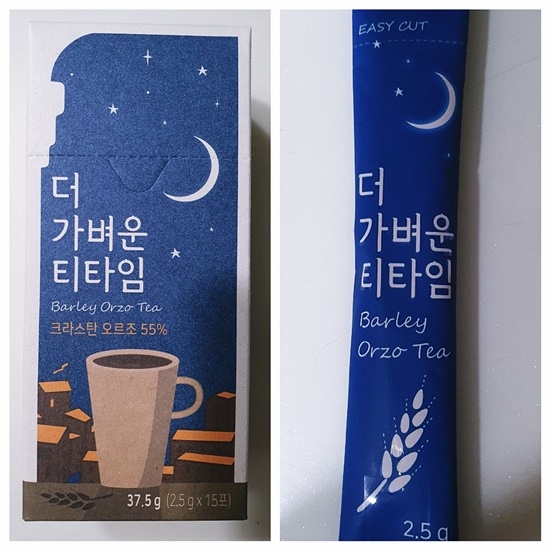 더
가벼운
티타임
Barley Orzo Tea
크라스탄 오르조 55%
37.5g (2.5g x 15포)
EASY CUT
더
가벼운
티타임
Barley
Orzo Tea
2.5g